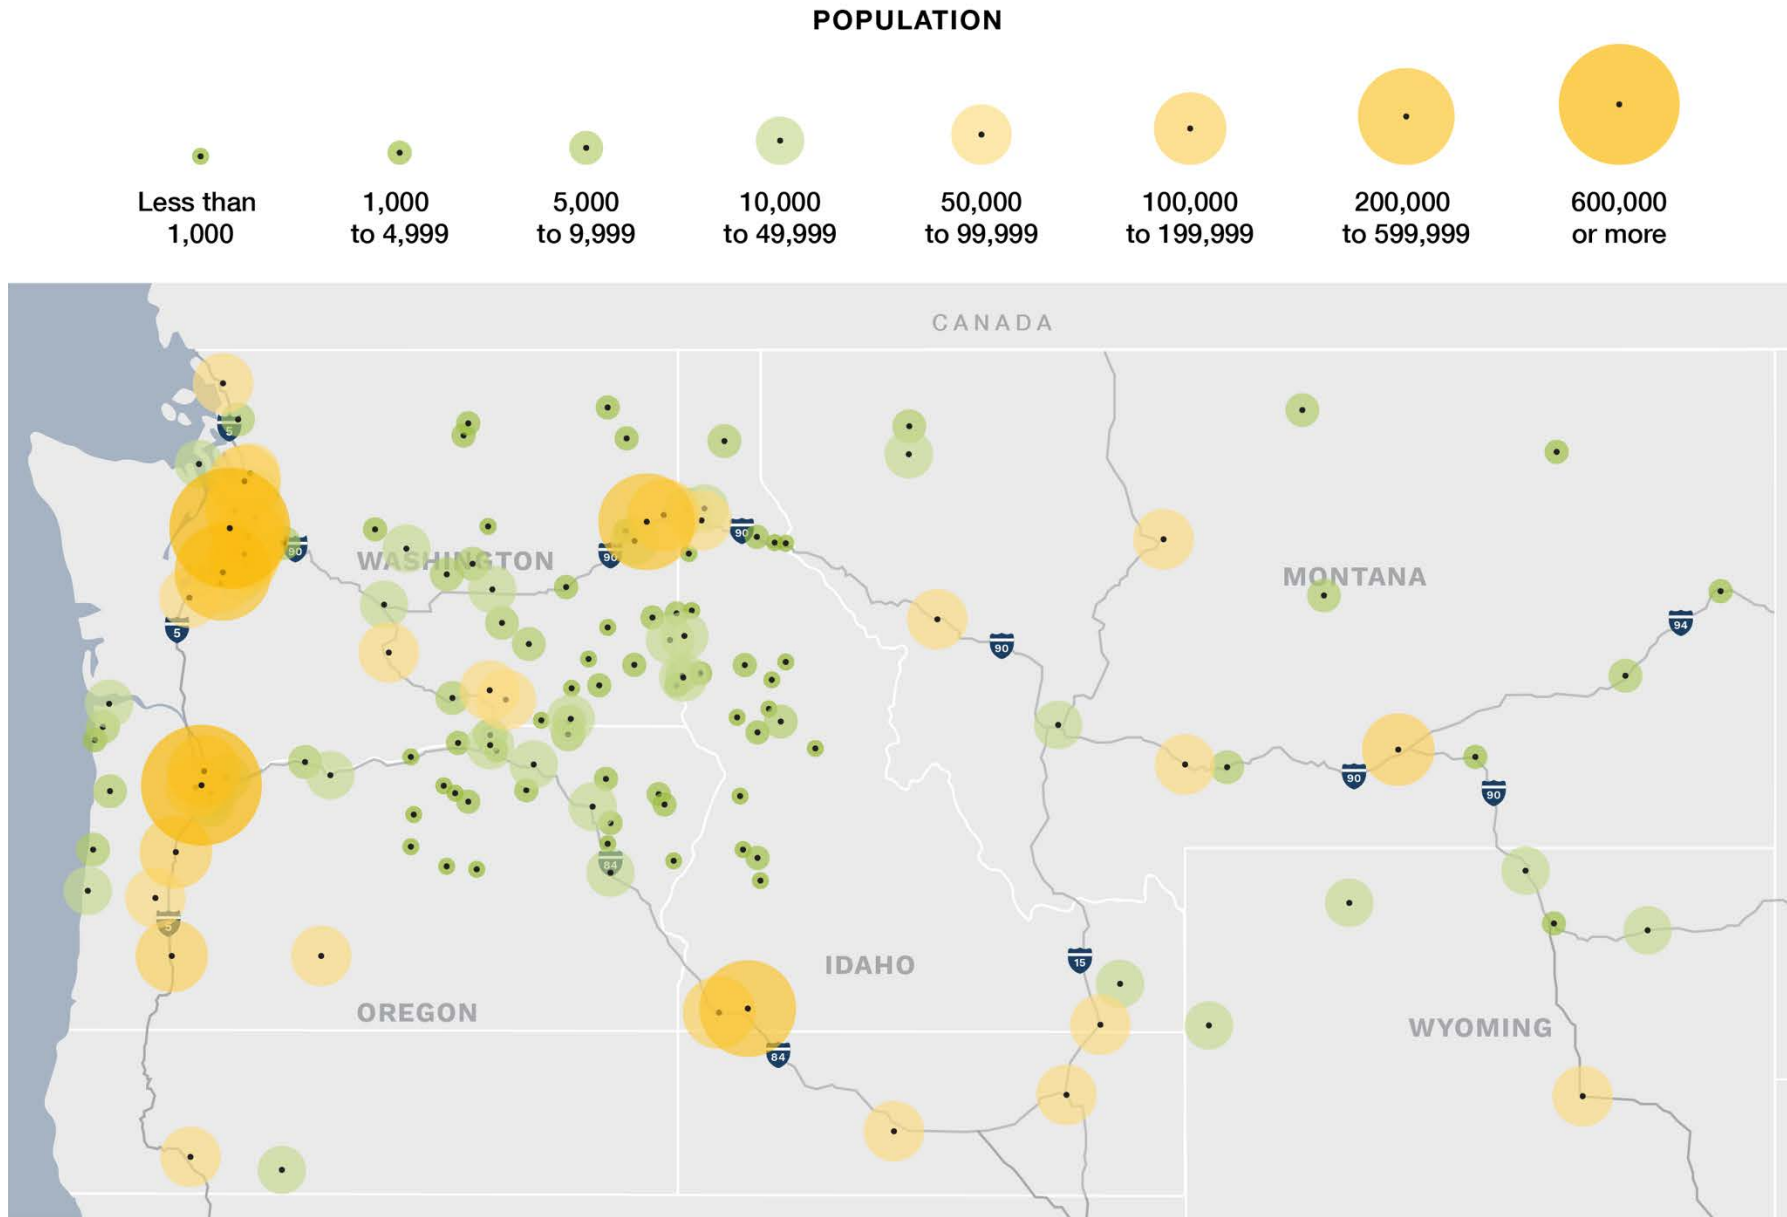 POPULATION
Less than
1,000
1,000
to 4,999
5,000
to 9,999
10,000
to 49,999
50,000
to 99,999
100,000
to 199,999
200,000
to 599,999
600,000
or more
CANADA
5
90
WASHINGTON
90
90
MONTANA
5
90
94
90
90
84
5
IDAHO
15
OREGON
WYOMING
84